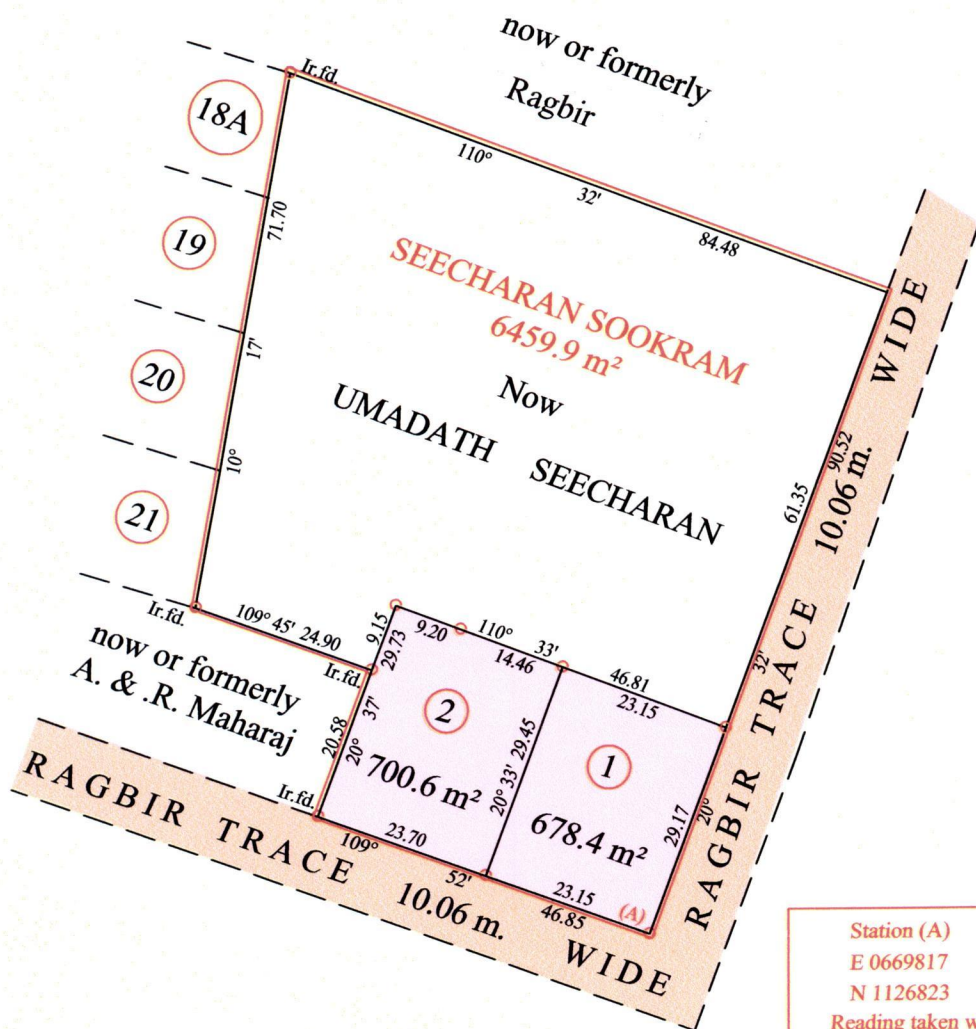 now or formerly
Ragbir
Ir.fd.
18A
110°
32'
84.48
19
71.70
SEECHARAN SOOKRAM
6459.9 m²
Now
UMADATH SEECHARAN
17'
20
10°
21
WIDE
90.52
10.06 m.
61.35
32'
RAGBIR TRACE
Ir.fd.
109° 45' 24.90
9.15
29.73
9.20
110°
33'
14.46
46.81
23.15
Ir.fd.
now or formerly
A. & .R. Maharaj
2
37'
20.58
20°
700.6 m²
29.45
20° 33'
1
678.4 m²
29.17
20°
Ir.fd.
RAGBIR TRACE 10.06 m. WIDE
109°
23.70
52'
23.15
46.85
(A)
Station (A)
E 0669817
N 1126823
Reading taken w